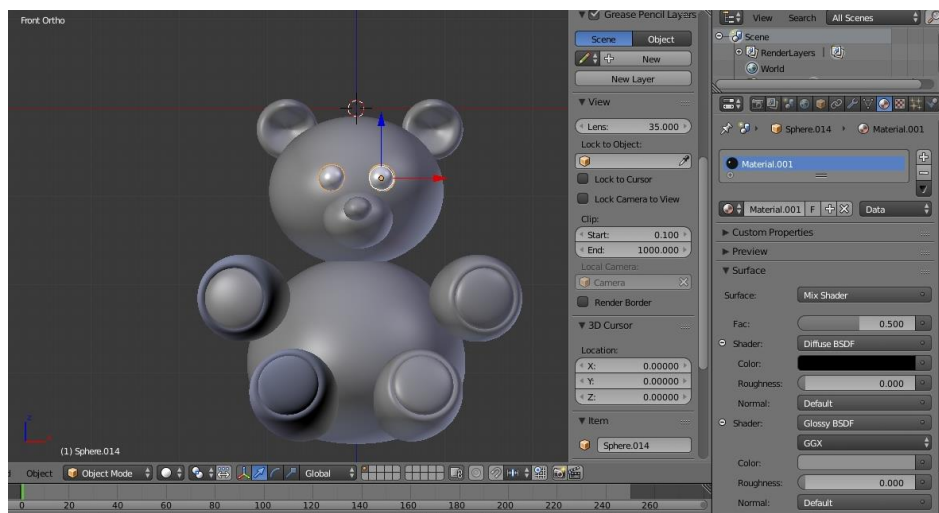 Front Ortho
(1) Sphere.014
Object
Object Mode
Global
0 20 40 60 80 100 120 140 160 180 200 220 240 260
Grease Pencil Layers
Scene Object
New
New Layer
View
Lens: 35.000
Lock to Object:
Lock to Cursor
Lock Camera to View
Clip:
Start: 0.100
End: 1000.000
Local Camera:
Camera
Render Border
3D Cursor
Location:
X: 0.00000
Y: 0.00000
Z: 0.00000
Item
Sphere.014
View Search All Scenes
Scene
RenderLayers
World
Sphere.014 Material.001
Material.001
Material.001 F Data
Custom Properties
Preview
Surface
Surface: Mix Shader
Fac: 0.500
Shader: Diffuse BSDF
Color:
Roughness: 0.000
Normal: Default
Shader: Glossy BSDF
GGX
Color:
Roughness: 0.000
Normal: Default